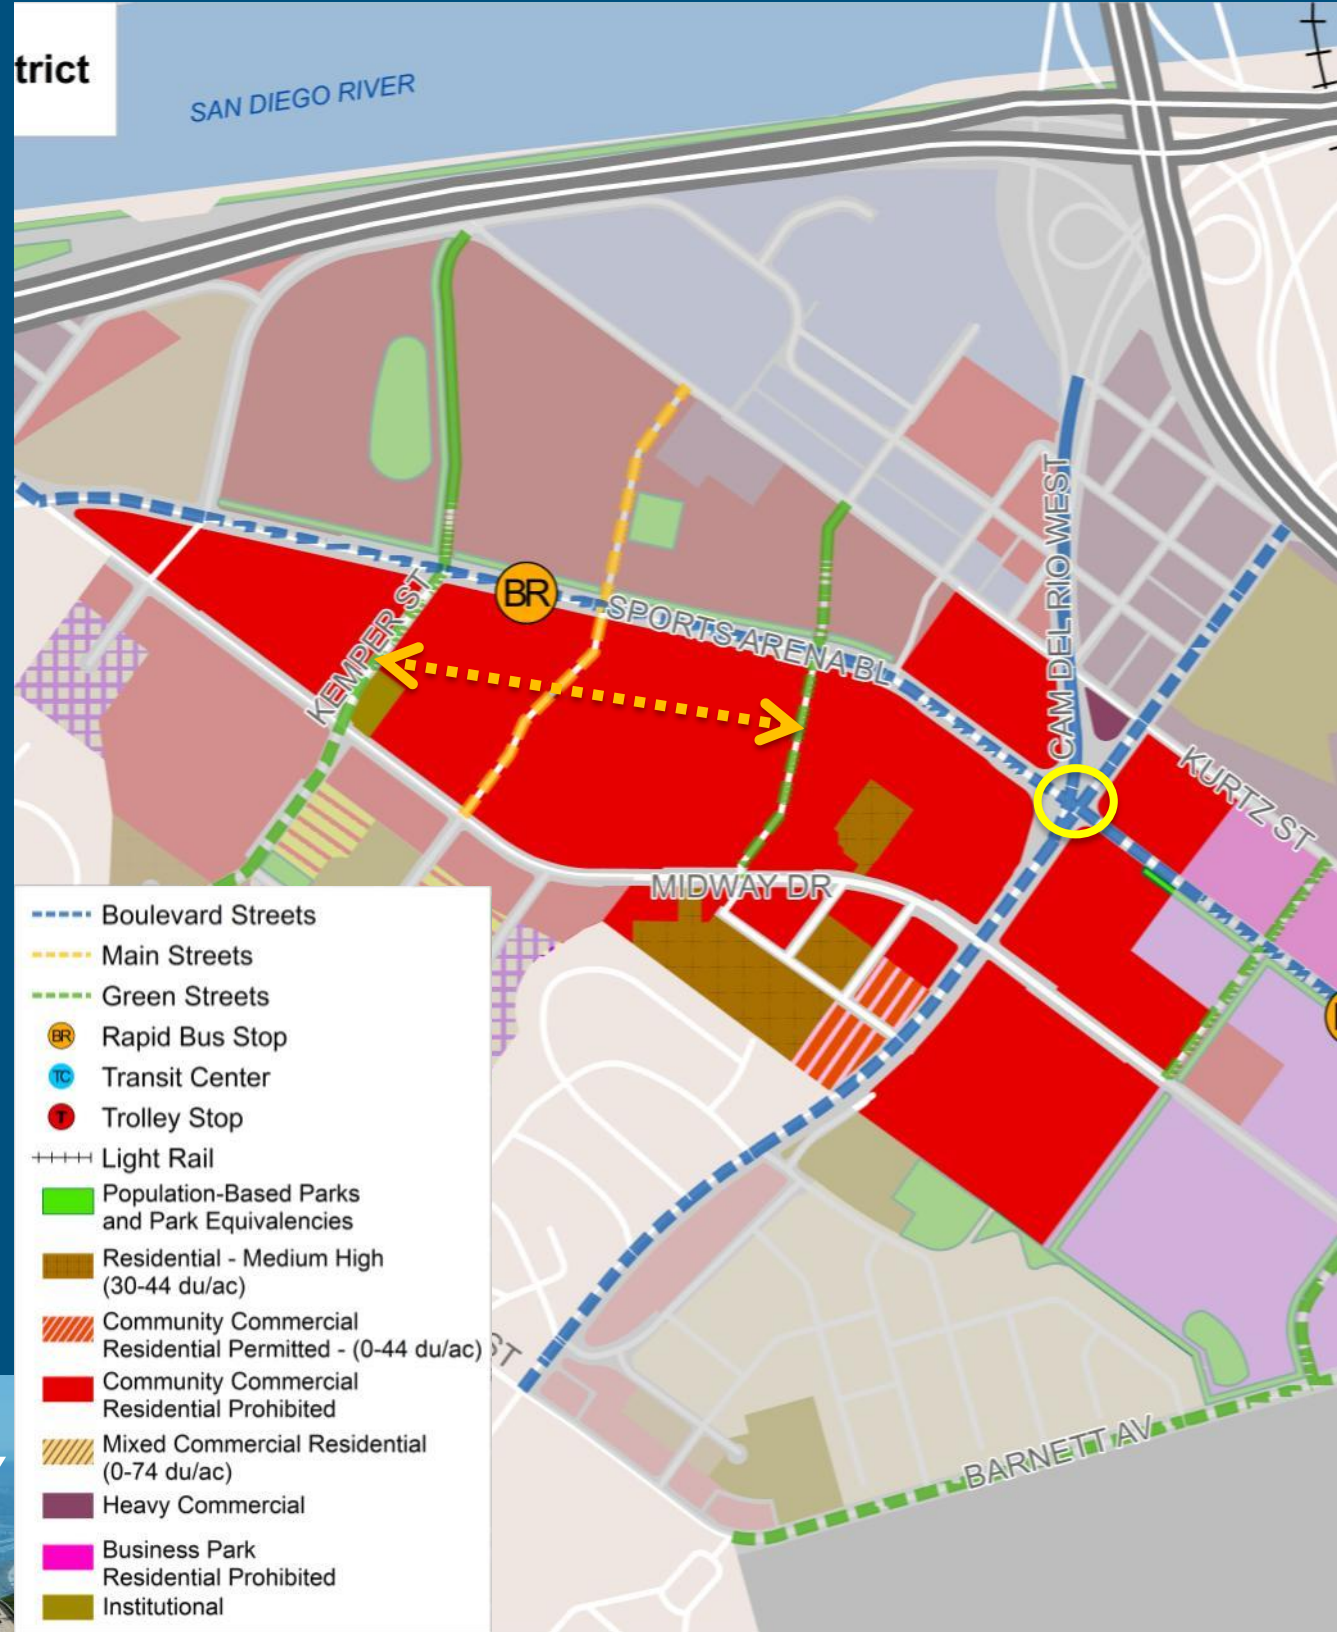 trict
SAN DIEGO RIVER
CAM DEL RIO WEST
BR
SPORTS ARENA BL
KEMPER ST
KURTZ ST
MIDWAY DR
ST
BARNETT AV
Boulevard Streets
Main Streets
Green Streets
BR Rapid Bus Stop
TC Transit Center
T Trolley Stop
Light Rail
Population-Based Parks
and Park Equivalencies
Residential - Medium High
(30-44 du/ac)
Community Commercial
Residential Permitted - (0-44 du/ac)
Community Commercial
Residential Prohibited
Mixed Commercial Residential
(0-74 du/ac)
Heavy Commercial
Business Park
Residential Prohibited
Institutional